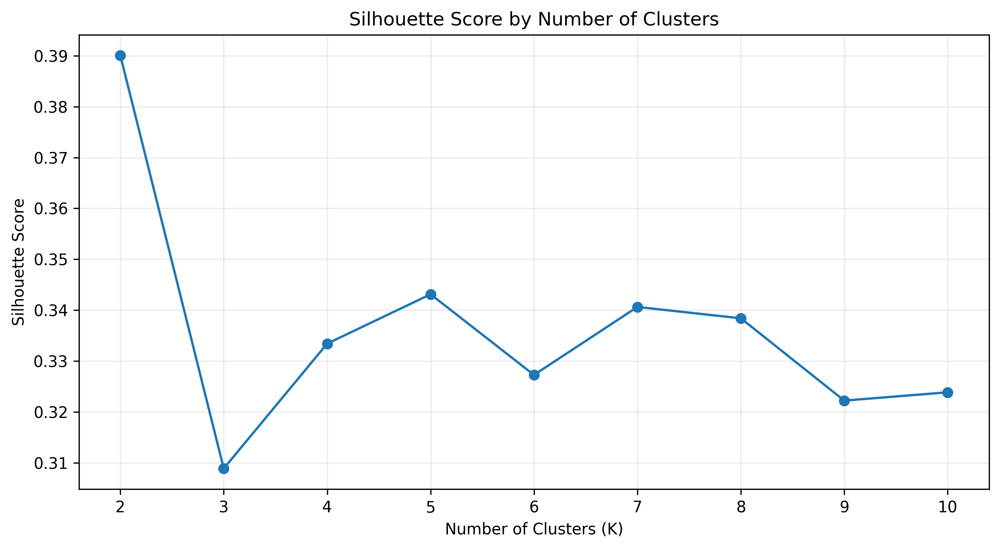 Silhouette Score by Number of Clusters
Silhouette Score
0.39
0.38
0.37
0.36
0.35
0.34
0.33
0.32
0.31
2 3 4 5 6 7 8 9 10
Number of Clusters (K)